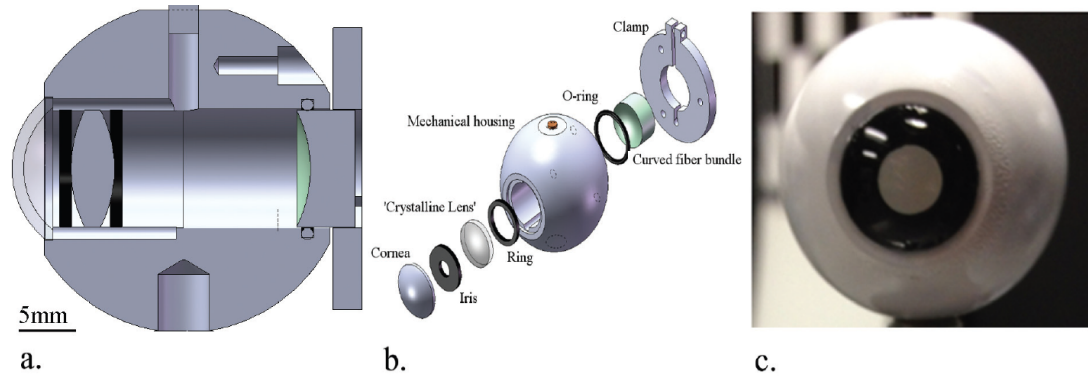 5mm
a.
Clamp
O-ring
Mechanical housing
Curved fiber bundle
'Crystalline Lens'
Ring
Cornea
Iris
b.
c.